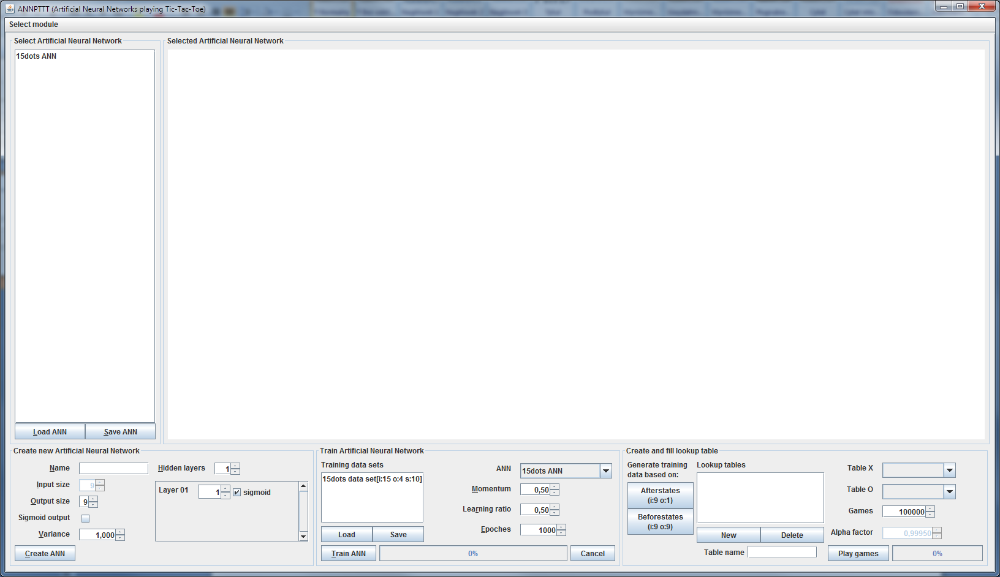 ANNPTTT (Artificial Neural Networks playing Tic-Tac-Toe)
Select module
Select Artificial Neural Network
Selected Artificial Neural Network
15dots ANN
Load ANN
Save ANN
Create new Artificial Neural Network
Name
Hidden layers
1
Input size
9
Layer 01
1
sigmoid
Output size
9
Sigmoid output
Variance
1,000
Create ANN
Train Artificial Neural Network
Training data sets
15dots data set[i:15 o:4 s:10]
Load
Save
ANN
15dots ANN
Momentum
0,50
Learning ratio
0,50
Epoches
1000
Train ANN
0%
Cancel
Create and fill lookup table
Generate training
data based on:
Afterstates
(i:9 o:1)
Beforestates
(i:9 o:9)
Lookup tables
New
Delete
Table name
Table X
Table O
Games
100000
Alpha factor
0,99950
Play games
0%